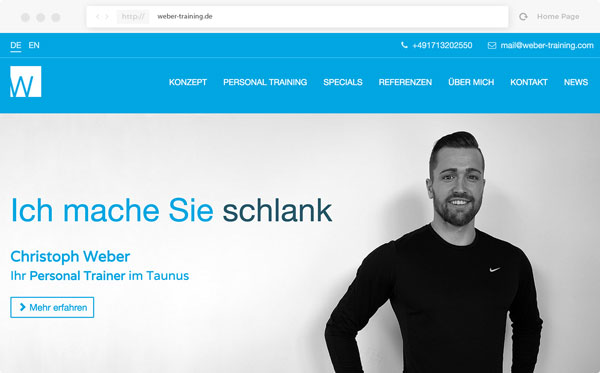 http://
weber-training.de
Home Page
DE EN
+491713202550
mail@weber-training.com
W
KONZEPT PERSONAL TRAINING SPECIALS REFERENZEN ÜBER MICH KONTAKT NEWS
Ich mache Sie schlank
Christoph Weber
Ihr Personal Trainer im Taunus
Mehr erfahren